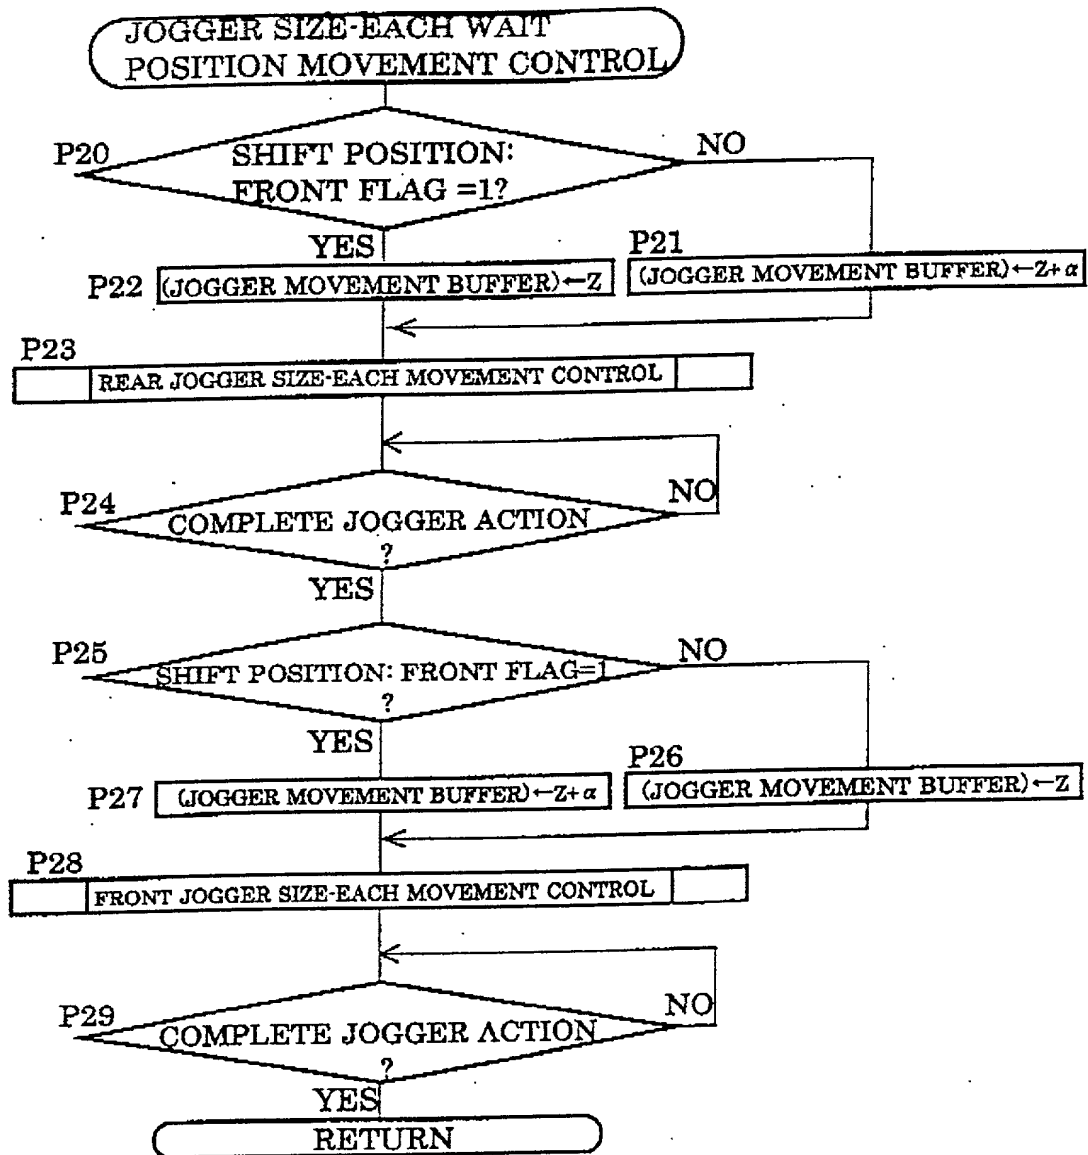 JOGGER SIZE-EACH WAIT
POSITION MOVEMENT CONTROL
P20
SHIFT POSITION:
FRONT FLAG =1?
NO
YES
P21
P22
(JOGGER MOVEMENT BUFFER)←Z
(JOGGER MOVEMENT BUFFER)←Z+α
P23
REAR JOGGER SIZE-EACH MOVEMENT CONTROL
P24
NO
COMPLETE JOGGER ACTION
?
YES
P25
NO
SHIFT POSITION: FRONT FLAG=1
?
YES
P26
P27
(JOGGER MOVEMENT BUFFER)←Z+α
(JOGGER MOVEMENT BUFFER)←Z
P28
FRONT JOGGER SIZE-EACH MOVEMENT CONTROL
P29
NO
COMPLETE JOGGER ACTION
?
YES
RETURN